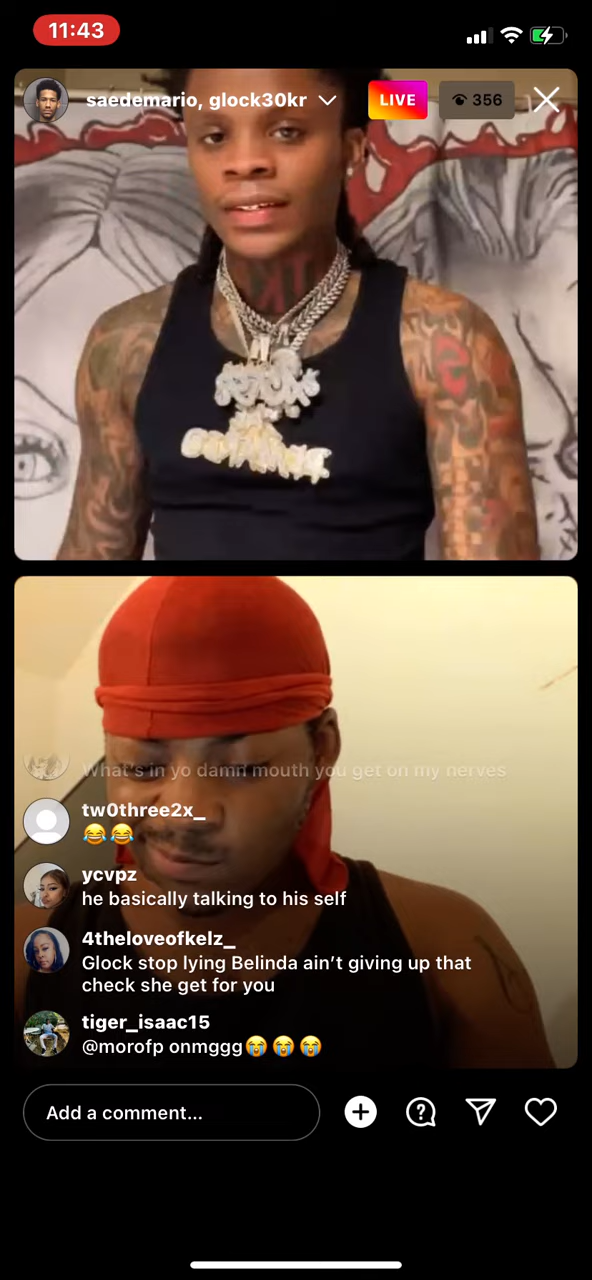 11:43
saedemario, glock30kr
LIVE
356
What's in yo damn mouth you get on my nerves
tw0three2x_
😂😂
ycvpz
he basically talking to his self
4theloveofkelz_
Glock stop lying Belinda ain't giving up that
check she get for you
tiger_isaac15
@morofp onmggg😭😭😭
Add a comment...